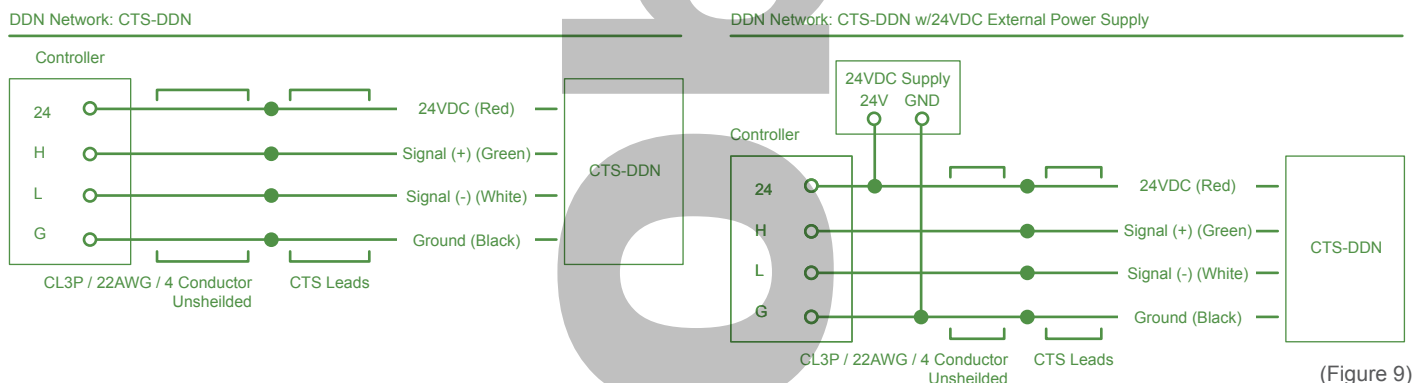 DDN Network: CTS-DDN
Controller
24
24VDC (Red)
H
Signal (+) (Green)
CTS-DDN
L
Signal (-) (White)
G
Ground (Black)
CL3P / 22AWG / 4 Conductor
Unsheilded
CTS Leads
DDN Network: CTS-DDN w/24VDC External Power Supply
24VDC Supply
24V GND
Controller
24
24VDC (Red)
H
Signal (+) (Green)
CTS-DDN
L
Signal (-) (White)
G
Ground (Black)
CL3P / 22AWG / 4 Conductor
Unsheilded
CTS Leads
(Figure 9)